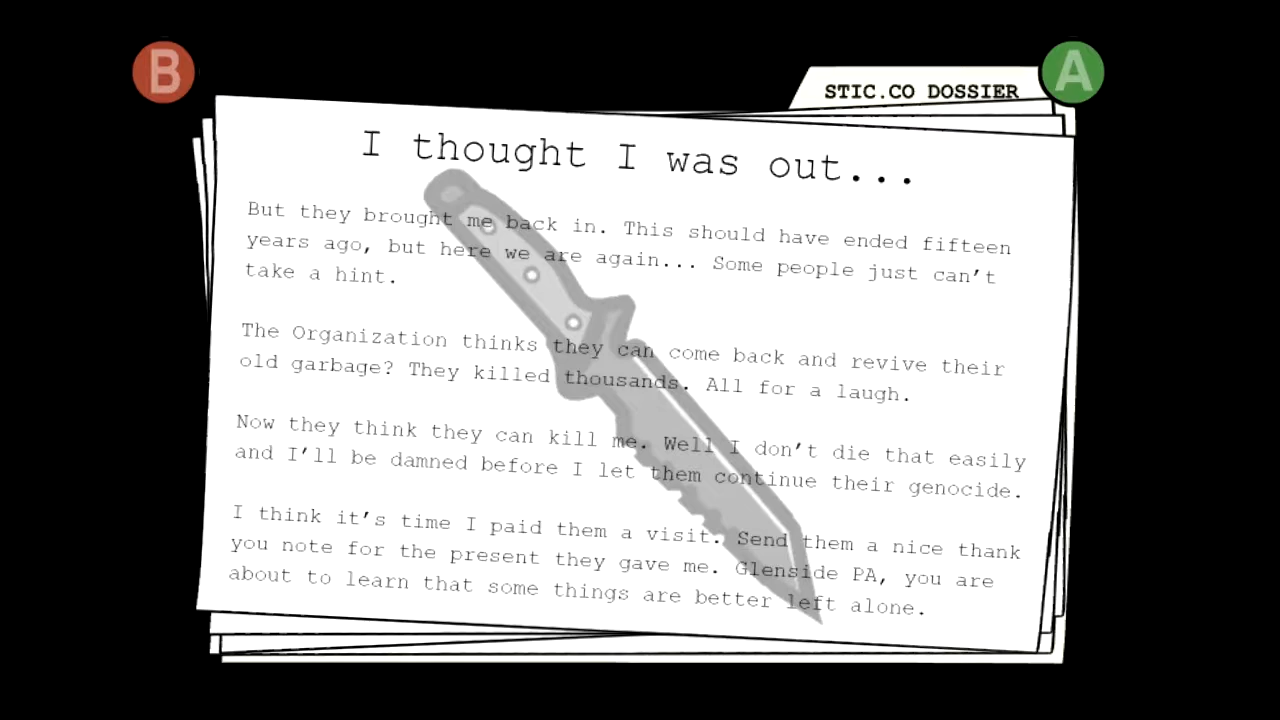 B
A
STIC.CO DOSSIER
I thought I was out...
But they brought me back in. This should have ended fifteen
years ago, but here we are again... Some people just can't
take a hint.
The Organization thinks they can come back and revive their
old garbage? They killed thousands. All for a laugh.
Now they think they can kill me. Well I don't die that easily
and I'll be damned before I let them continue their genocide.
I think it's time I paid them a visit. Send them a nice thank
you note for the present they gave me. Glenside PA, you are
about to learn that some things are better left alone.